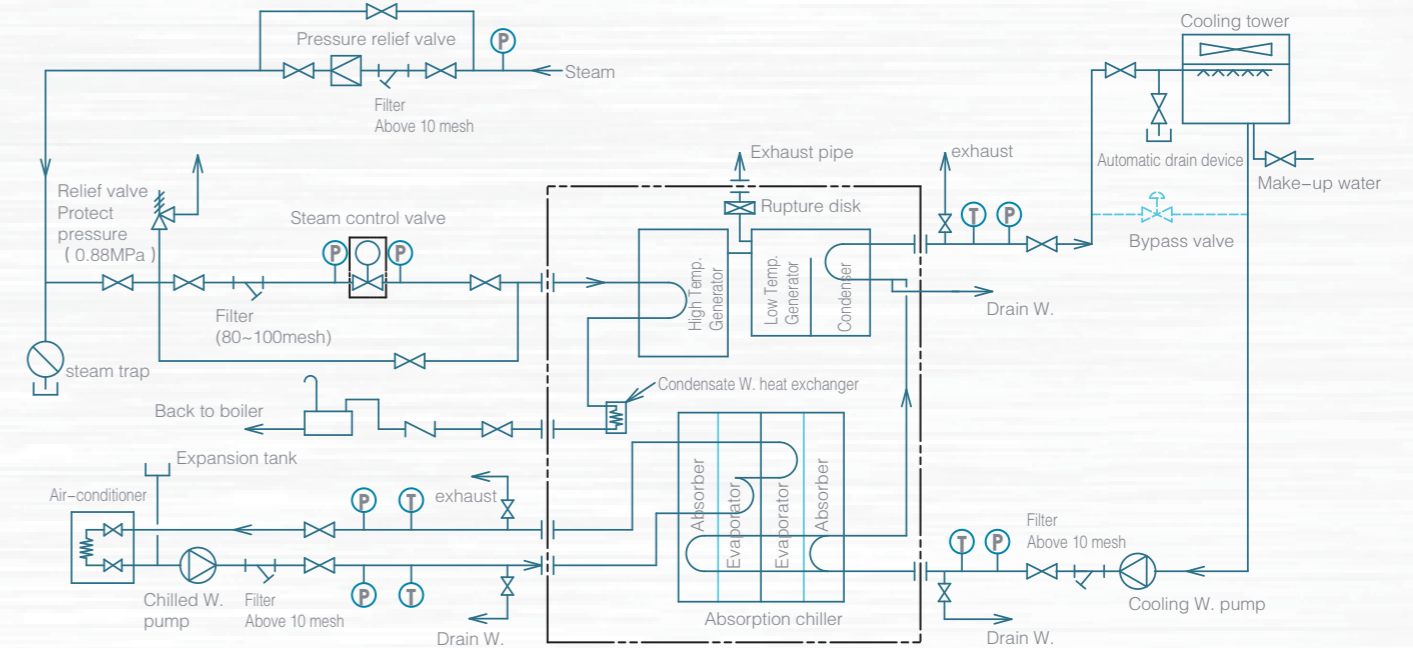 Cooling tower
Pressure relief valve
P
Steam
Filter
Above 10 mesh
Automatic drain device
Make-up water
Exhaust pipe
exhaust
Relief valve
Protect
pressure
( 0.88MPa )
Steam control valve
Rupture disk
T
P
Bypass valve
P
P
High Temp.
Generator
Low Temp.
Generator
Condenser
Drain W.
Filter
(80~100mesh)
steam trap
Condensate W. heat exchanger
Back to boiler
Expansion tank
Air-conditioner
P
T
exhaust
Absorber
Evaporator
Evaporator
Absorber
T
P
Filter
Above 10 mesh
Chilled W.
pump
Filter
Above 10 mesh
P
T
Drain W.
Absorption chiller
Cooling W. pump
Drain W.